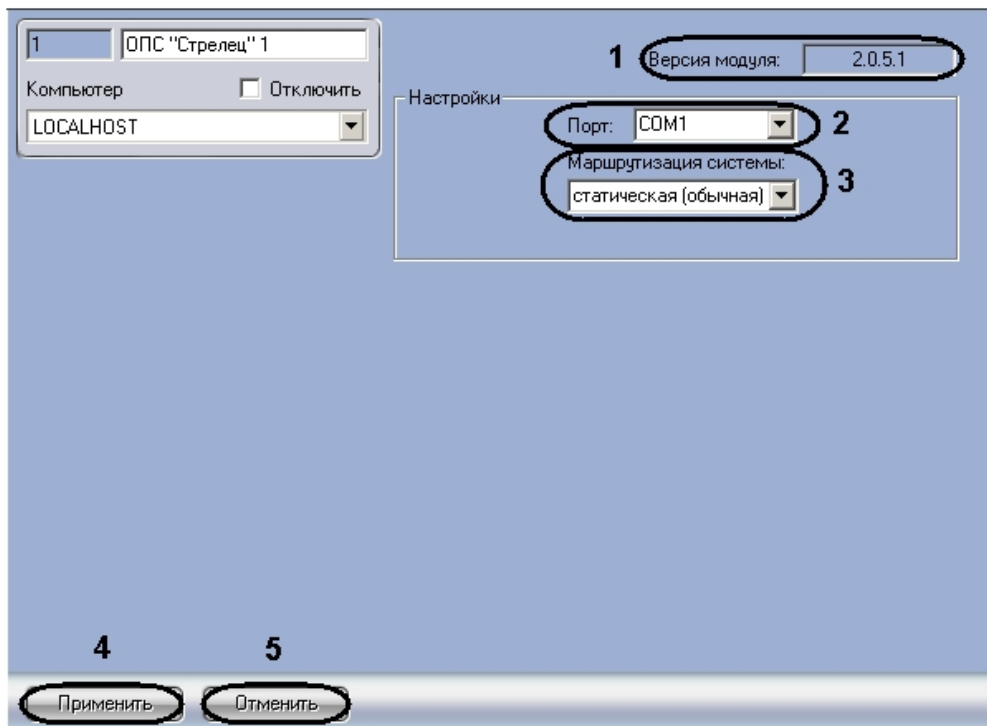 1 ОПС "Стрелец" 1
Компьютер Отключить
LOCALHOST
1 Версия модуля: 2.0.5.1
Настройки
Порт: COM1 2
Маршрутизация системы:
статическая (обычная) 3
4 5
Применить Отменить